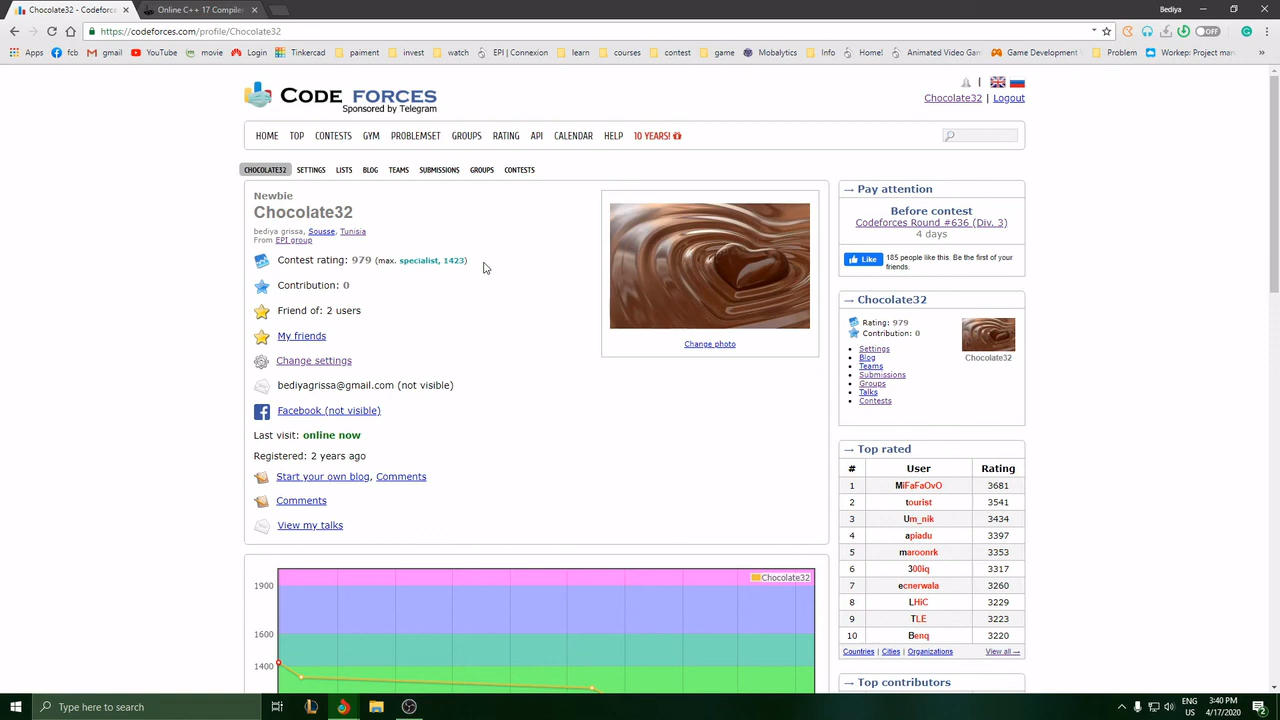 Chocolate32 - Codeforc
Online C++ 17 Compile
Bediya
https://codeforces.com/profile/Chocolate32
OFF
Apps fcb gmail YouTube movie Login Tinkercad paiment invest watch EPI | Connexion learn courses contest game Mobalytics Info Home! Animated Video Gam Game Development Problem Workep: Project man »
CODE FORCES
Sponsored by Telegram
Chocolate32 | Logout
HOME TOP CONTESTS GYM PROBLEMSET GROUPS RATING API CALENDAR HELP 10 YEARS!
CHOCOLATE32 SETTINGS LISTS BLOG TEAMS SUBMISSIONS GROUPS CONTESTS
Newbie
Chocolate32
bediya grissa, Sousse, Tunisia
From EPI group
Contest rating: 979 (max. specialist, 1423)
Contribution: 0
Friend of: 2 users
My friends
Change settings
bediyagrissa@gmail.com (not visible)
Facebook (not visible)
Last visit: online now
Registered: 2 years ago
Start your own blog, Comments
Comments
View my talks
Change photo
→ Pay attention
Before contest
Codeforces Round #636 (Div. 3)
4 days
Like
185 people like this. Be the first of your
friends.
→ Chocolate32
Rating: 979
Contribution: 0
Settings
Blog
Teams
Submissions
Groups
Talks
Contests
Chocolate32
→ Top rated
# User Rating
1 MiFaFaOvO 3681
2 tourist 3541
3 Um_nik 3434
4 apiadu 3397
5 maroonrk 3353
6 300iq 3317
7 ecnerwala 3260
8 LHiC 3229
9 TLE 3223
10 Benq 3220
Countries | Cities | Organizations View all →
→ Top contributors
Chocolate32
1900
1600
1400
Type here to search
ENG
US
3:40 PM
4/17/2020
2